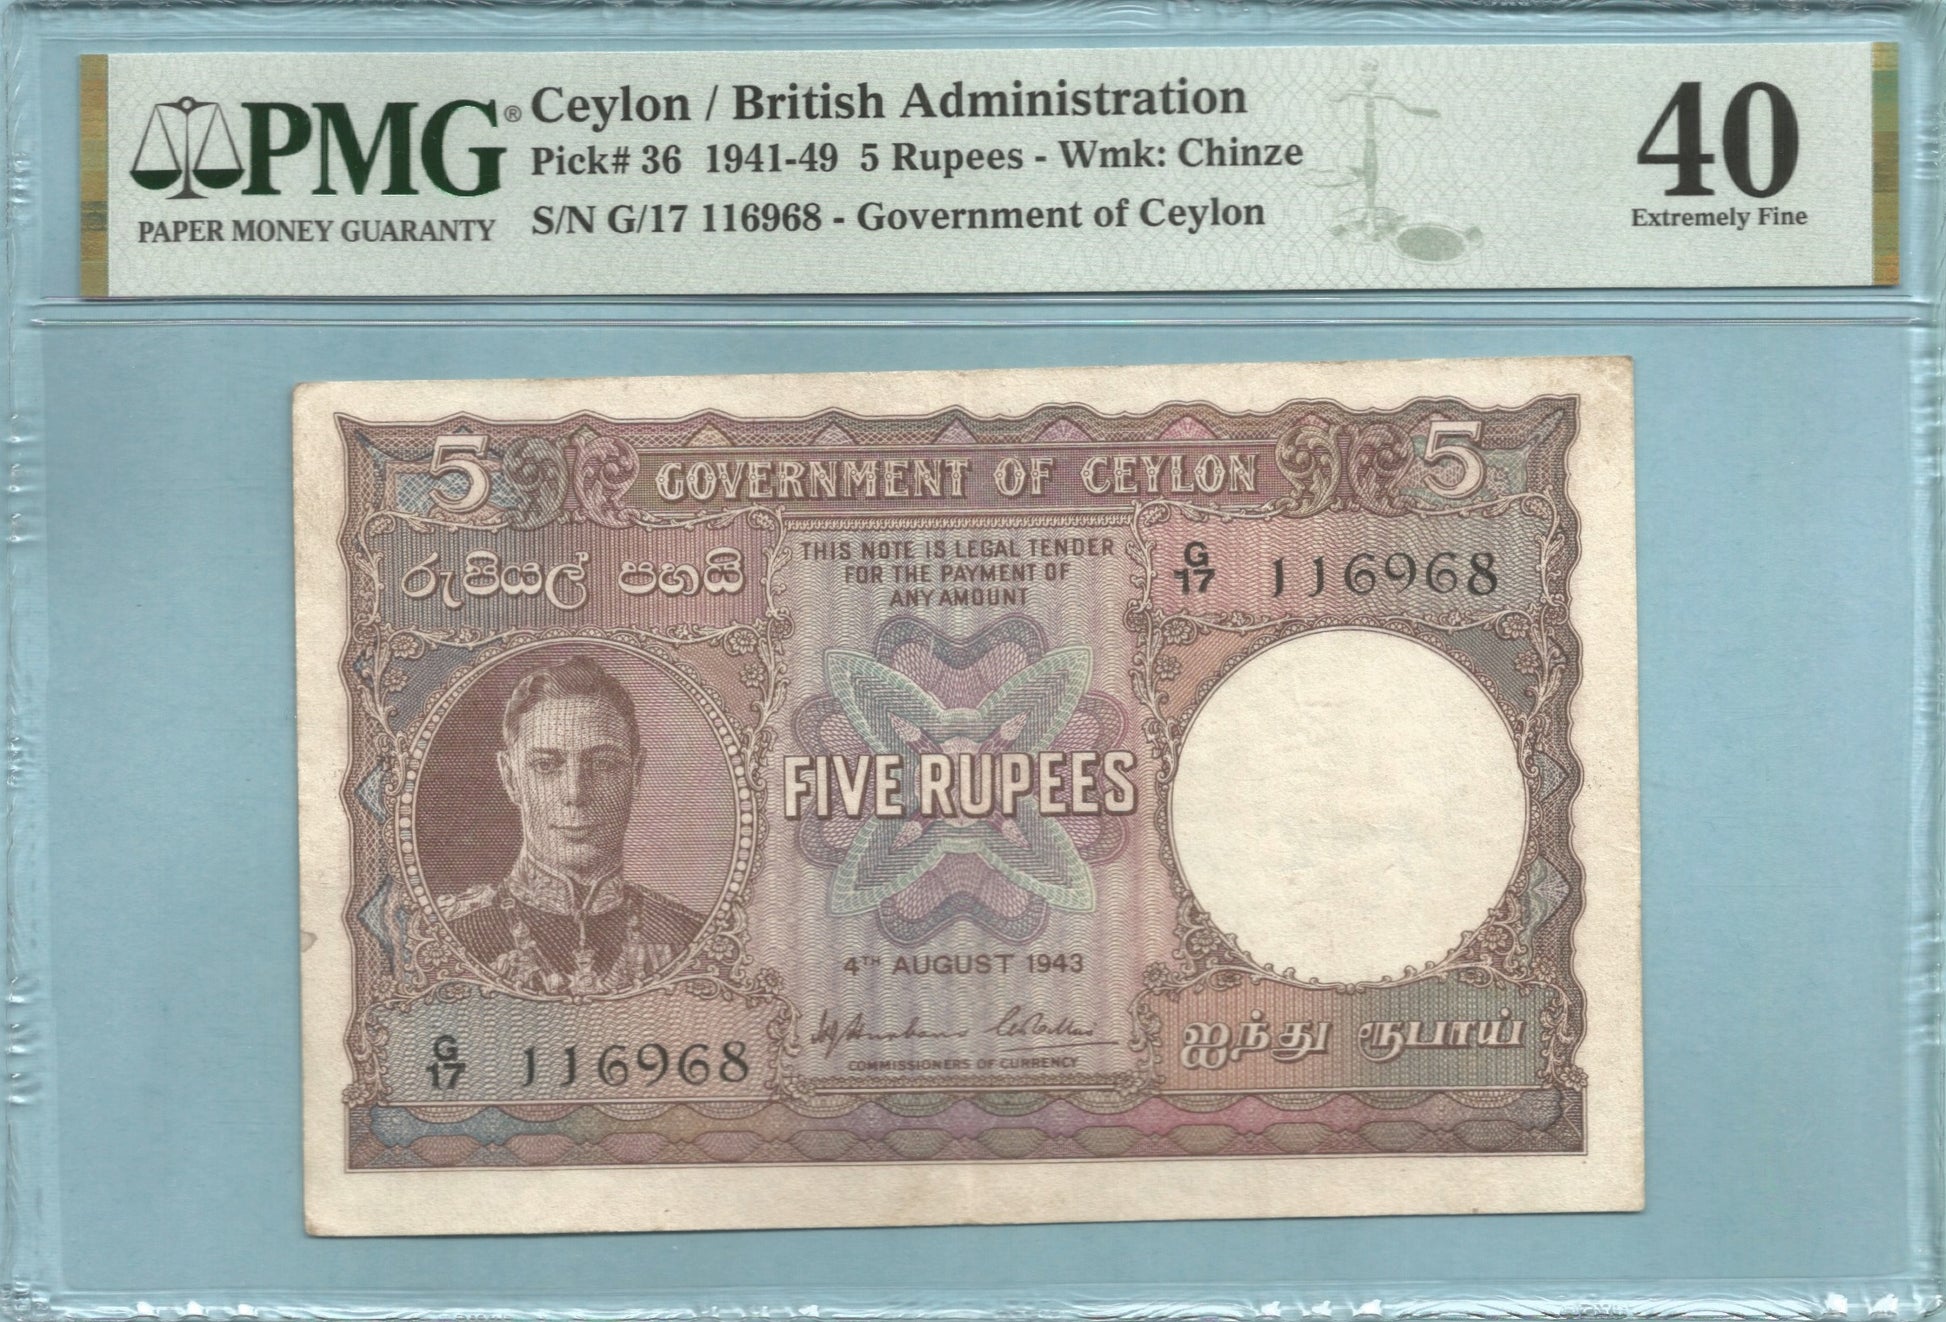 PMG®
PAPER MONEY GUARANTY
Ceylon / British Administration
Pick# 36 1941-49 5 Rupees - Wmk: Chinze
S/N G/17 116968 - Government of Ceylon
40
Extremely Fine
5 GOVERNMENT OF CEYLON 5
රුපියල් පහයි
THIS NOTE IS LEGAL TENDER
FOR THE PAYMENT OF
ANY AMOUNT
G/17 116968
FIVE RUPEES
4TH AUGUST 1943
COMMISSIONERS OF CURRENCY
G/17 116968
ஐந்து ரூபாய்